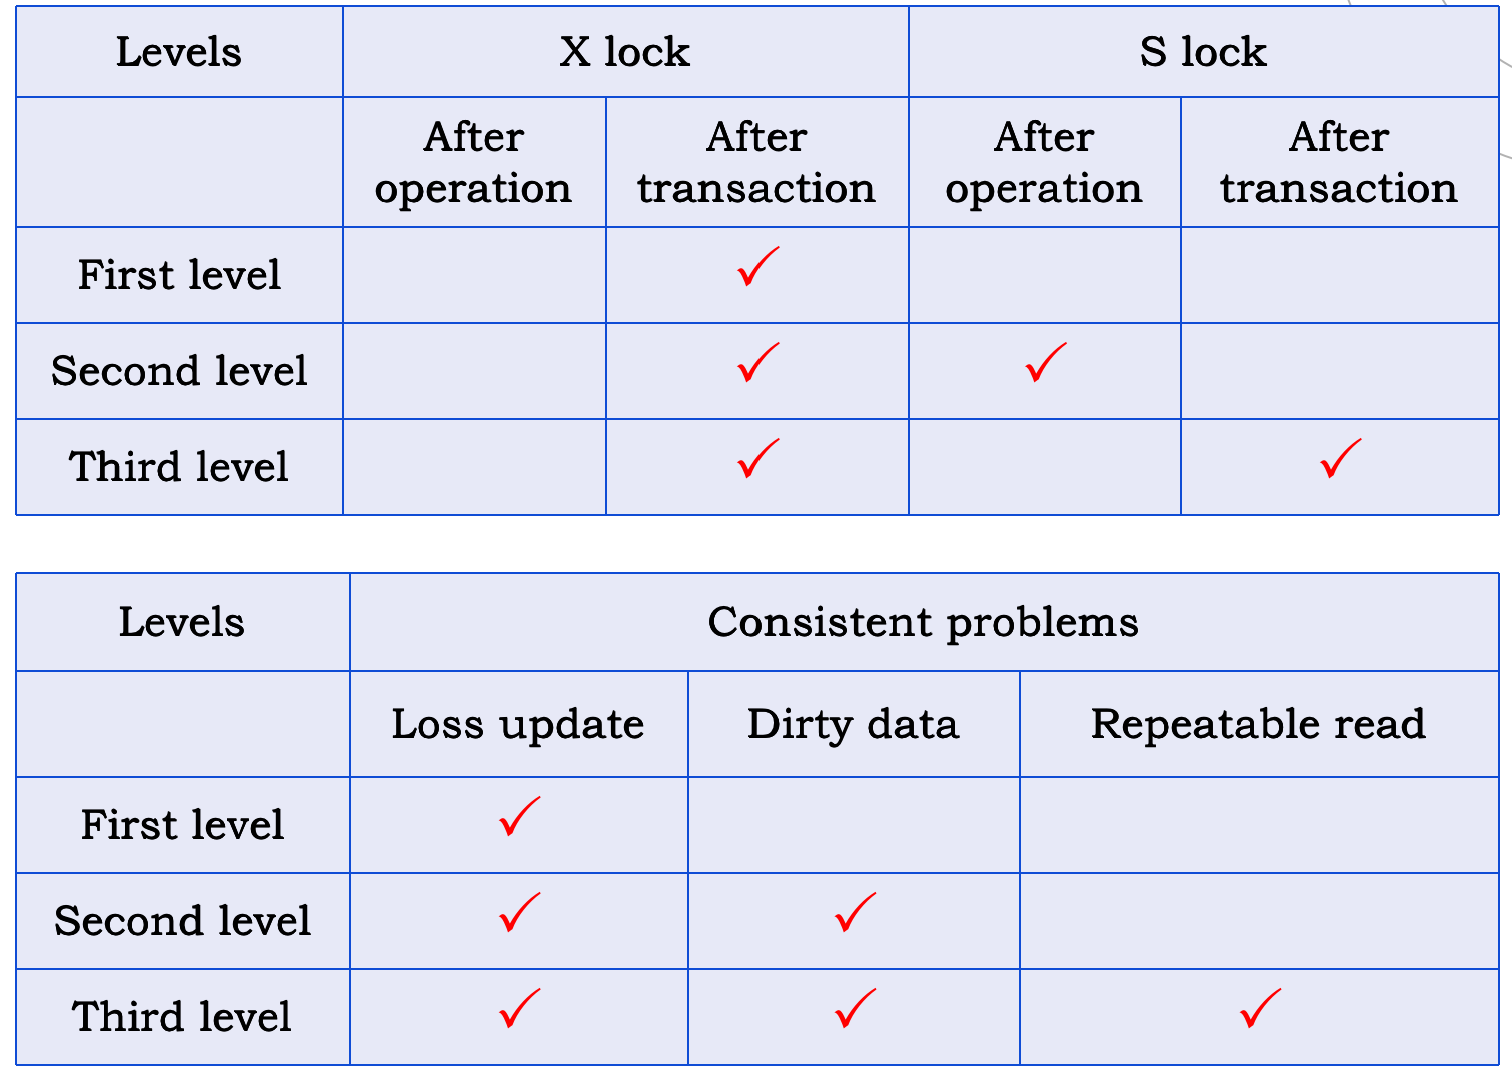 Levels X lock S lock
After operation After transaction After operation After transaction
First level ✓
Second level ✓ ✓
Third level ✓ ✓
Levels Consistent problems
Loss update Dirty data Repeatable read
First level ✓
Second level ✓ ✓
Third level ✓ ✓ ✓